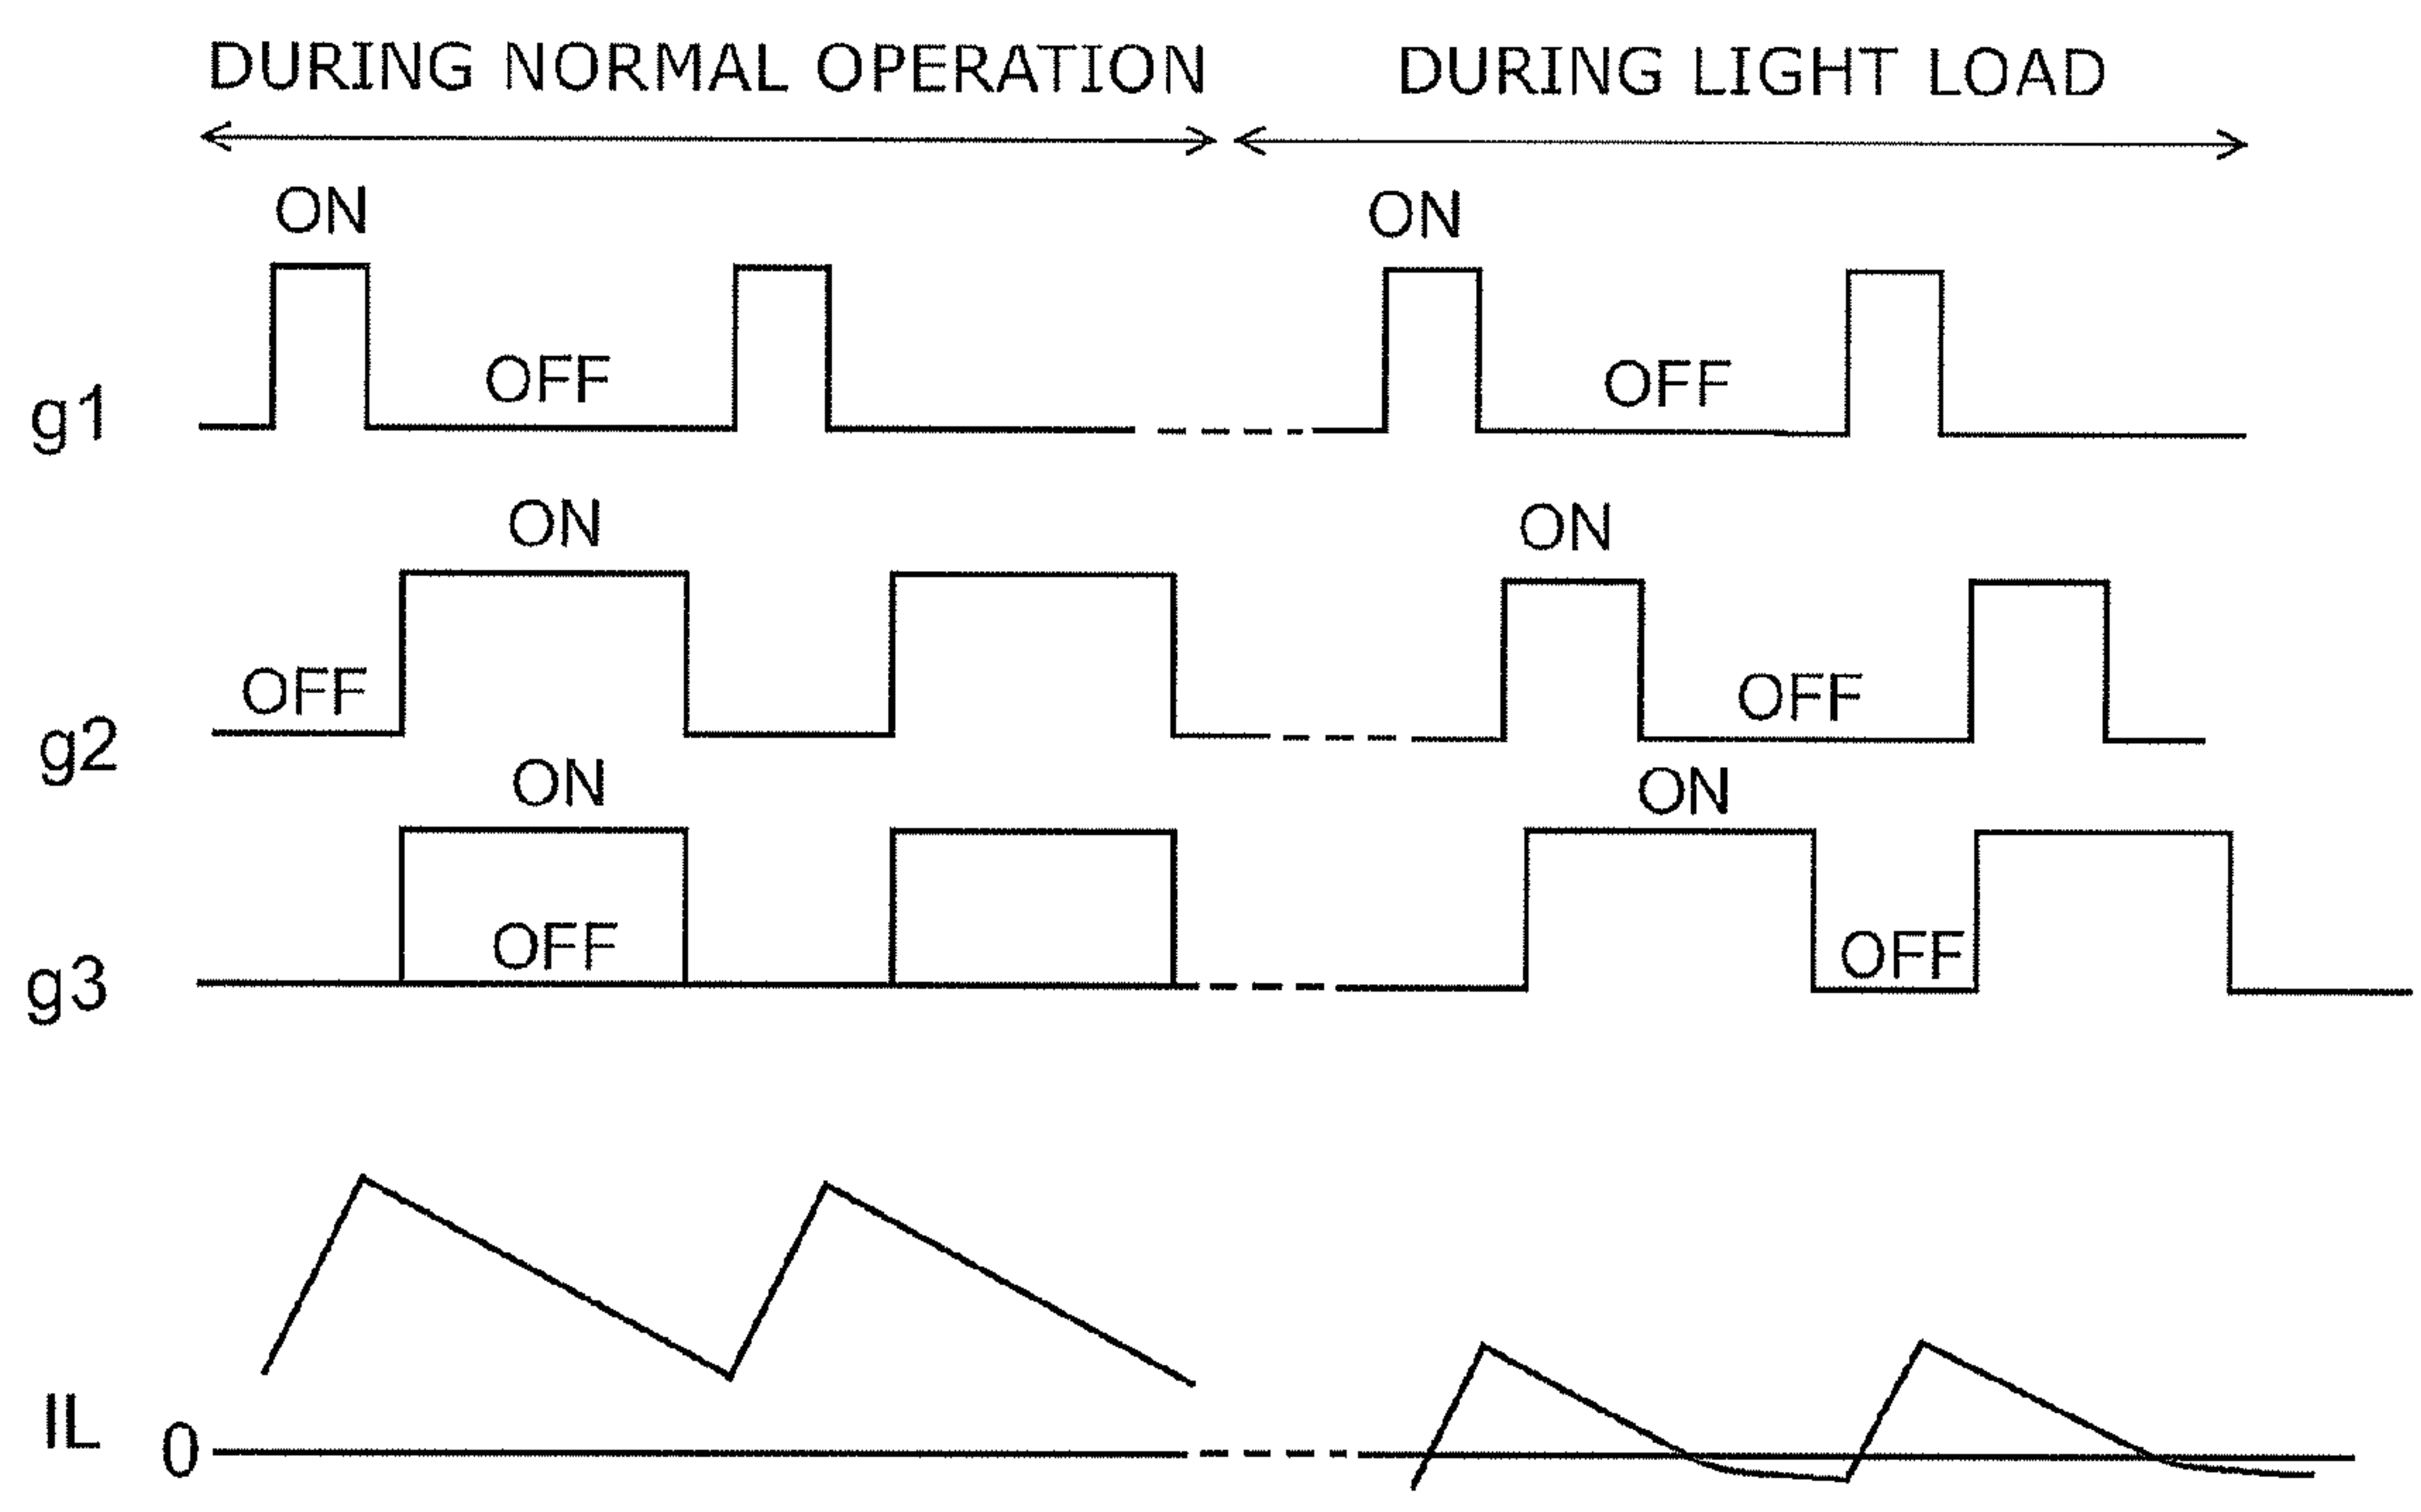 DURING NORMAL OPERATION DURING LIGHT LOAD
ON ON
g1 OFF OFF
ON ON
g2 OFF OFF
ON ON
g3 OFF OFF
IL 0